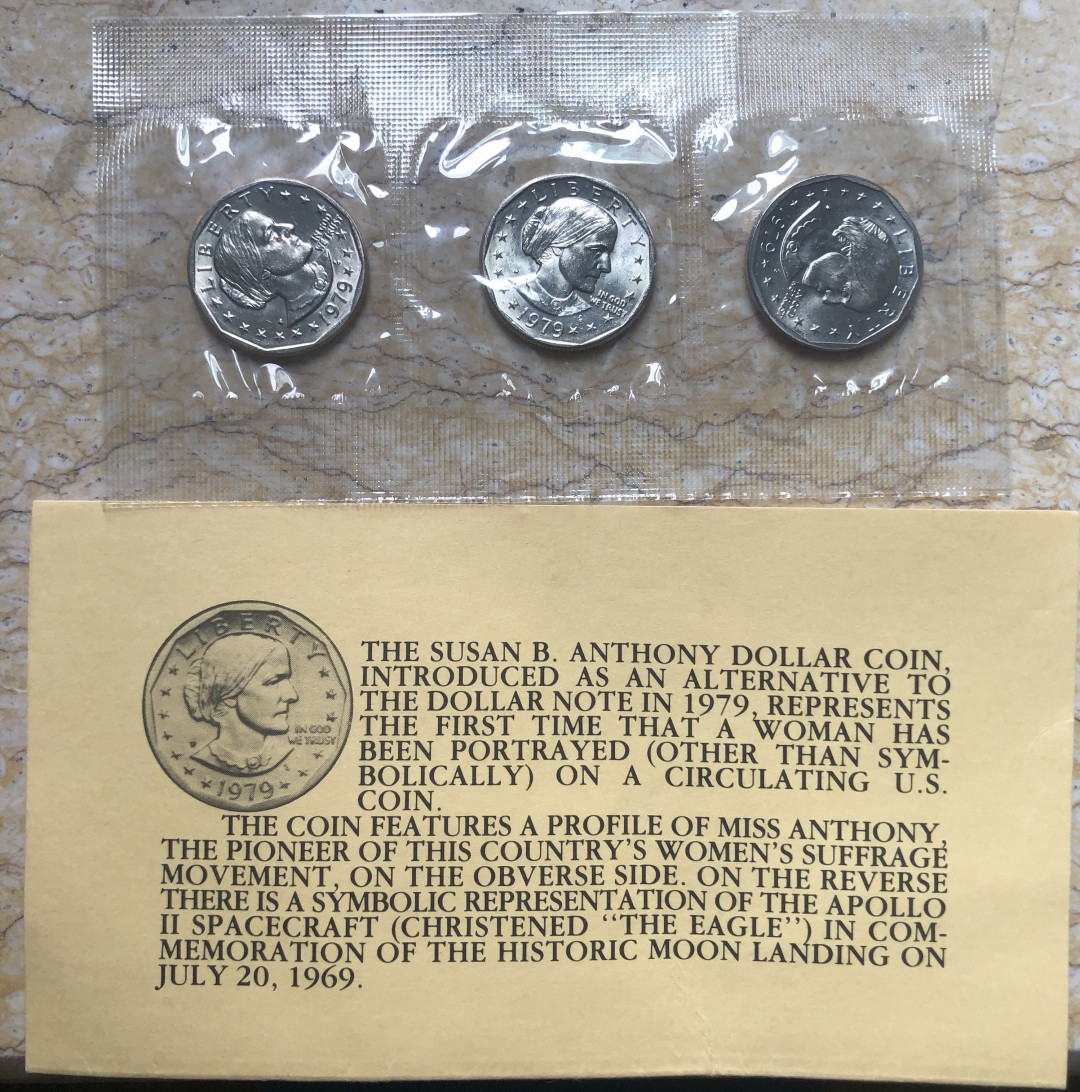 LIBERTY
IN GOD
WE TRUST
1979
LIBERTY
IN GOD
WE TRUST
1979
LIBERTY
1979
LIBERTY
IN GOD
WE TRUST
1979
THE SUSAN B. ANTHONY DOLLAR COIN,
INTRODUCED AS AN ALTERNATIVE TO
THE DOLLAR NOTE IN 1979, REPRESENTS
THE FIRST TIME THAT A WOMAN HAS
BEEN PORTRAYED (OTHER THAN SYM-
BOLICALLY) ON A CIRCULATING U.S.
COIN.
THE COIN FEATURES A PROFILE OF MISS ANTHONY,
THE PIONEER OF THIS COUNTRY'S WOMEN'S SUFFRAGE
MOVEMENT, ON THE OBVERSE SIDE. ON THE REVERSE
THERE IS A SYMBOLIC REPRESENTATION OF THE APOLLO
II SPACECRAFT (CHRISTENED "THE EAGLE") IN COM-
MEMORATION OF THE HISTORIC MOON LANDING ON
JULY 20, 1969.